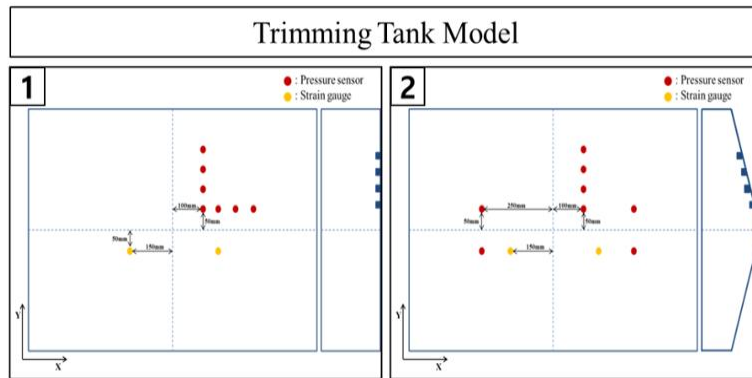 Trimming Tank Model
1
: Pressure sensor
: Strain gauge
100mm
50mm
50mm
150mm
Y
X
2
: Pressure sensor
: Strain gauge
250mm
100mm
50mm
50mm
150mm
Y
X